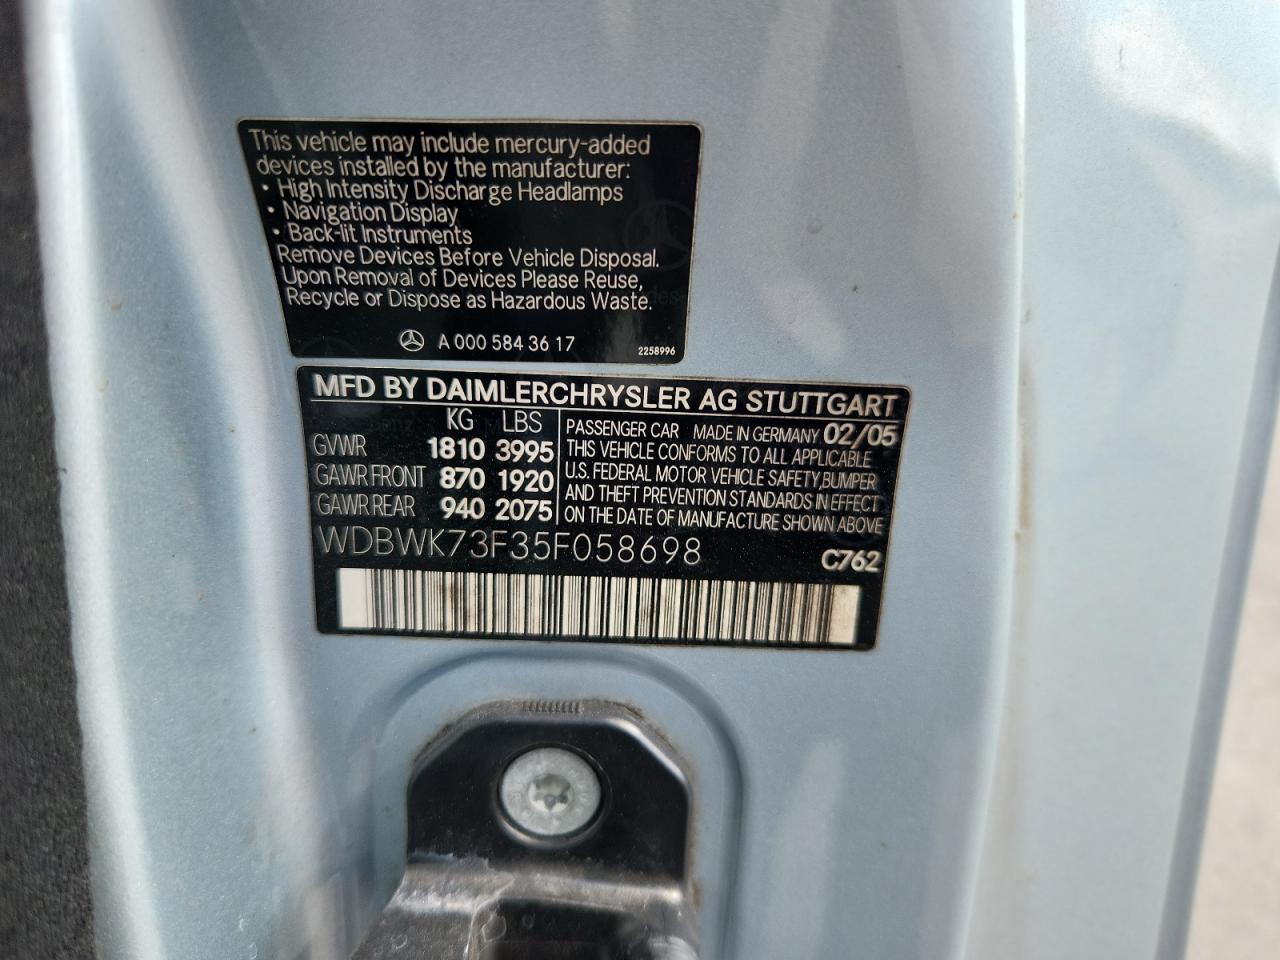 This vehicle may include mercury-added
devices installed by the manufacturer:
• High Intensity Discharge Headlamps
• Navigation Display
• Back-lit Instruments
Remove Devices Before Vehicle Disposal.
Upon Removal of Devices Please Reuse,
Recycle or Dispose as Hazardous Waste.
A 000 584 36 17
2258996
MFD BY DAIMLERCHRYSLER AG STUTTGART
KG LBS
GVWR 1810 3995
GAWR FRONT 870 1920
GAWR REAR 940 2075
PASSENGER CAR MADE IN GERMANY 02/05
THIS VEHICLE CONFORMS TO ALL APPLICABLE
U.S. FEDERAL MOTOR VEHICLE SAFETY,BUMPER
AND THEFT PREVENTION STANDARDS IN EFFECT
ON THE DATE OF MANUFACTURE SHOWN ABOVE
WDBWK73F35F058698
C762